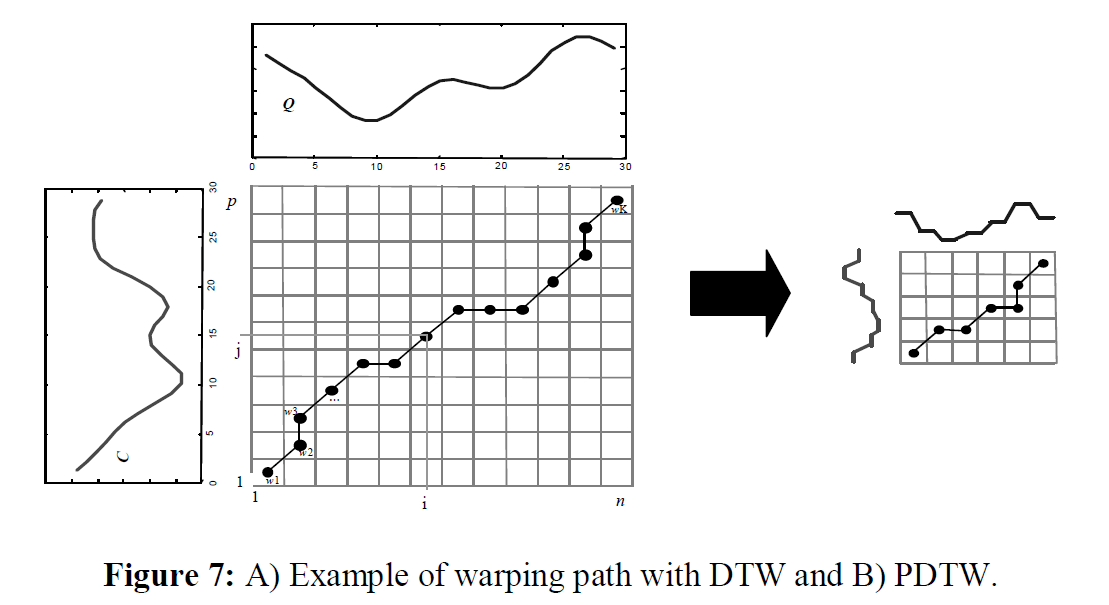 Q
0 5 10 15 20 25 30
30
25
20
15
10
5
0
C
p
j
1
1
i
n
w1
w2
w3
...
wK
Figure 7: A) Example of warping path with DTW and B) PDTW.